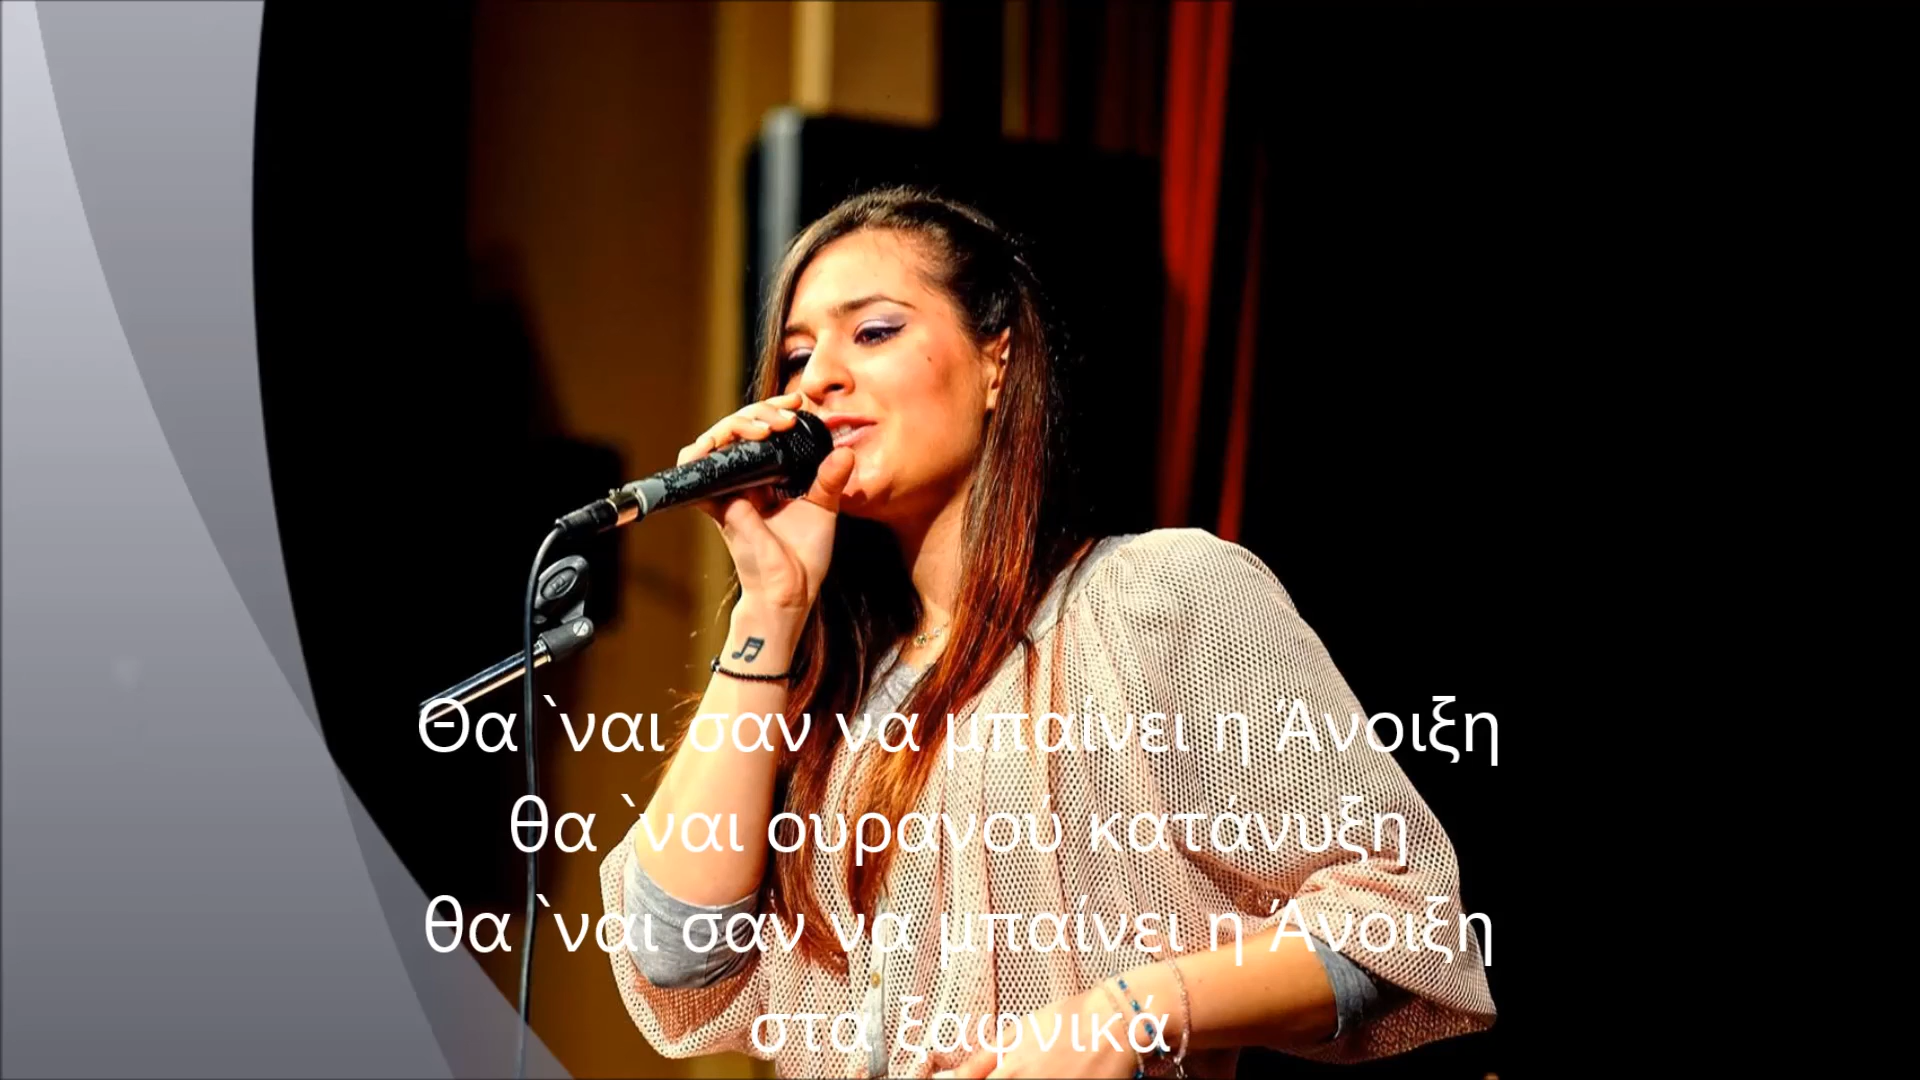 Θα `ναι σαν να μπαίνει η Άνοιξη
θα `ναι ουρανού κατάνυξη
θα `ναι σαν να μπαίνει η Άνοιξη
στα ξαφνικά